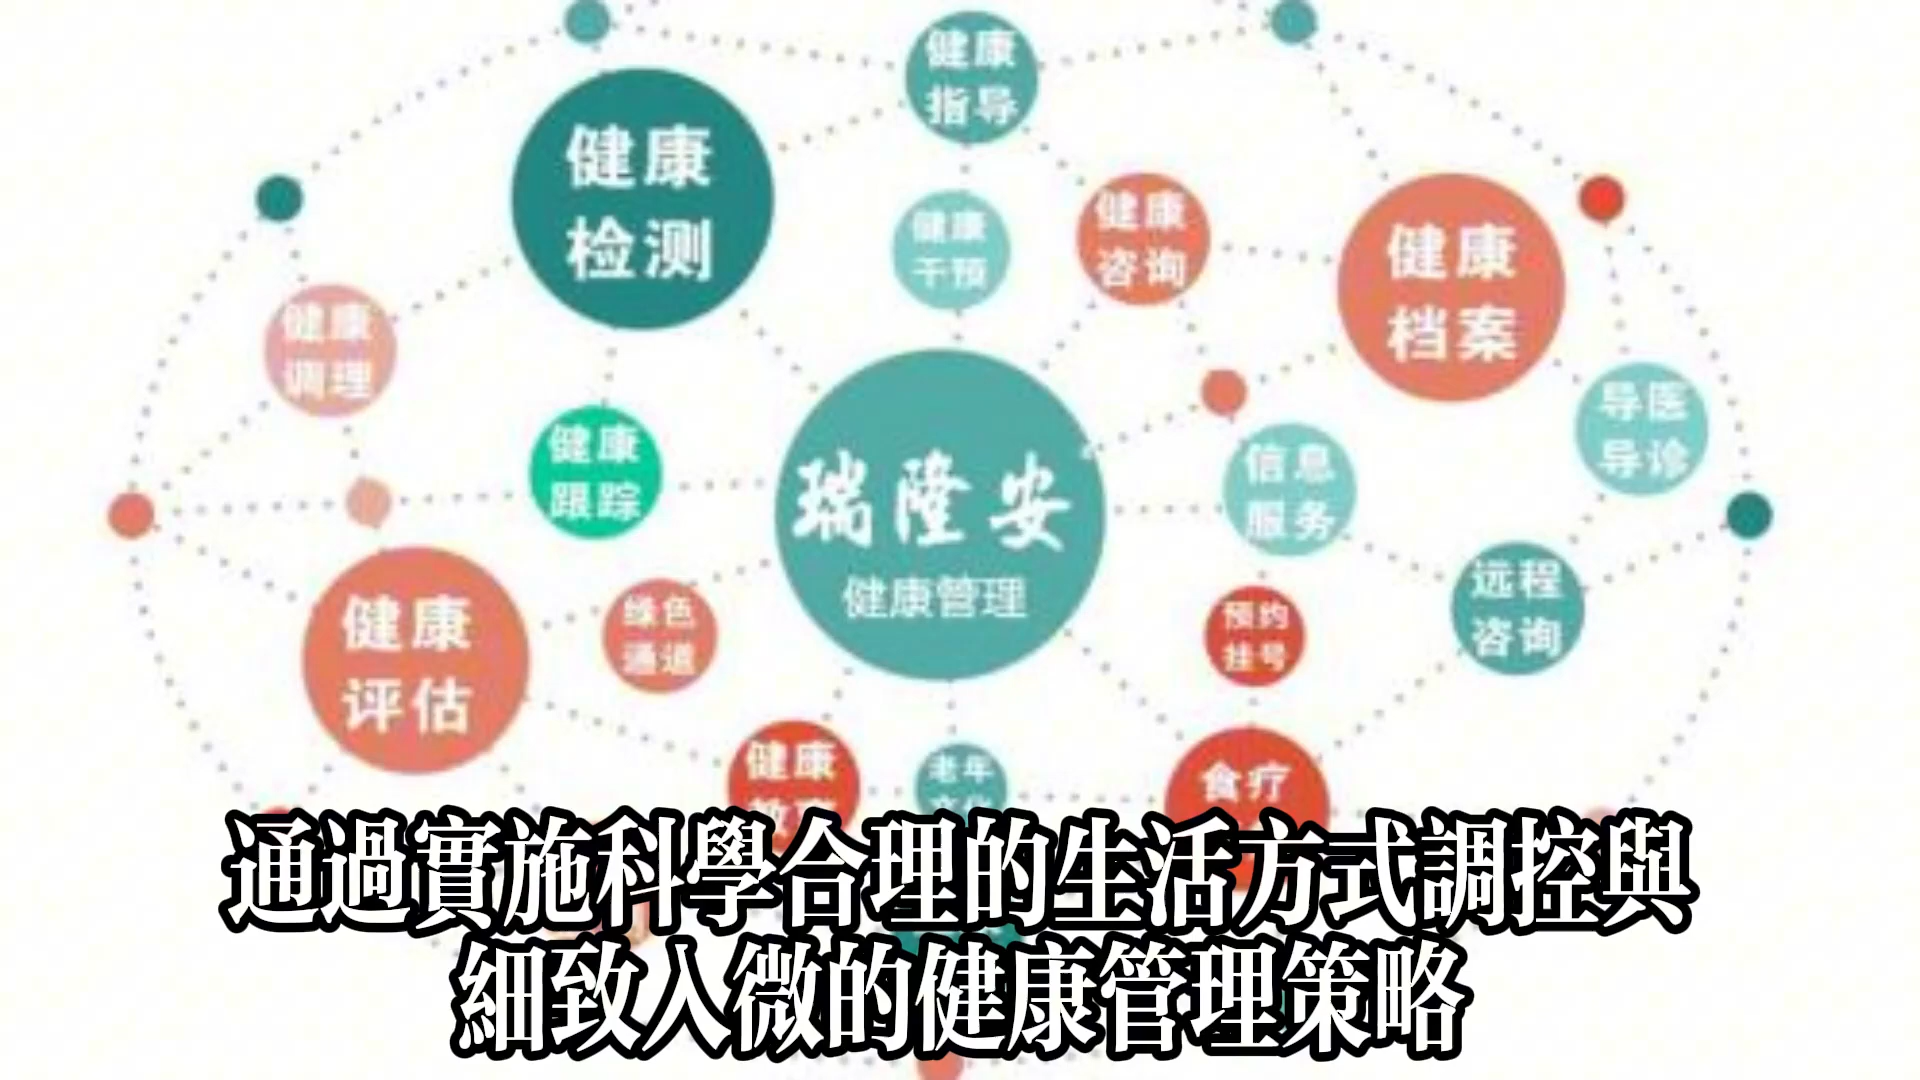 健康
指导
健康
检测
健康
干预
健康
咨询
健康
档案
健康
调理
导医
导诊
健康
跟踪
瑞隆安
健康管理
信息
服务
远程
咨询
健康
评估
绿色
通道
预约
挂号
健康
老年
食疗
通過實施科學合理的生活方式調控與
細致入微的健康管理策略